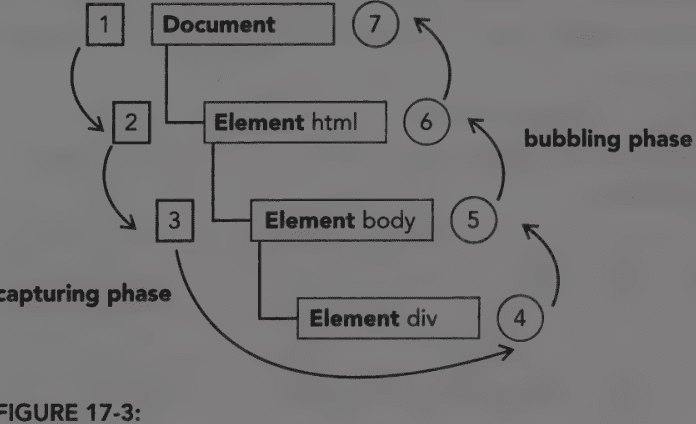 1 Document 7
2 Element html 6
bubbling phase
3 Element body 5
capturing phase
Element div 4
FIGURE 17-3: